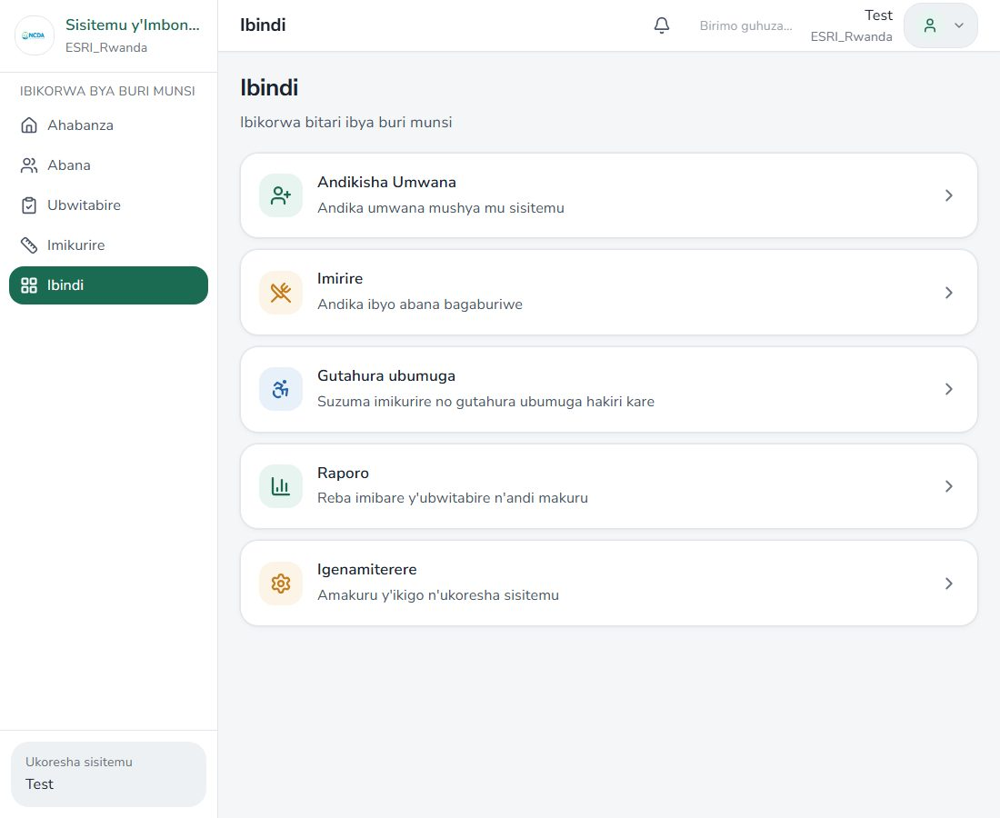 NCDA
Sisitemu y'Imbon...
ESRI_Rwanda
IBIKORWA BYA BURI MUNSI
Ahabanza
Abana
Ubwitabire
Imikurire
Ibindi
Ukoresha sisitemu
Test
Ibindi
Birimo guhuza...
Test
ESRI_Rwanda
Ibindi
Ibikorwa bitari ibya buri munsi
Andikisha Umwana
Andika umwana mushya mu sisitemu
Imirire
Andika ibyo abana bagaburiwe
Gutahura ubumuga
Suzuma imikurire no gutahura ubumuga hakiri kare
Raporo
Reba imibare y'ubwitabire n'andi makuru
Igenamiterere
Amakuru y'ikigo n'ukoresha sisitemu